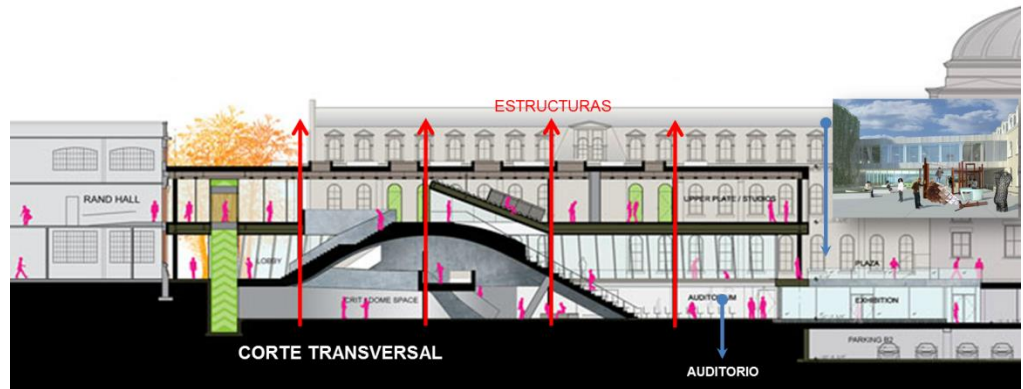 ESTRUCTURAS
RAND HALL
UPPER PLATE / STUDIOS
LOBBY
PLAZA
CRIT / DOME SPACE
AUDITORIUM
EXHIBITION
PARKING B2
CORTE TRANSVERSAL
AUDITORIO